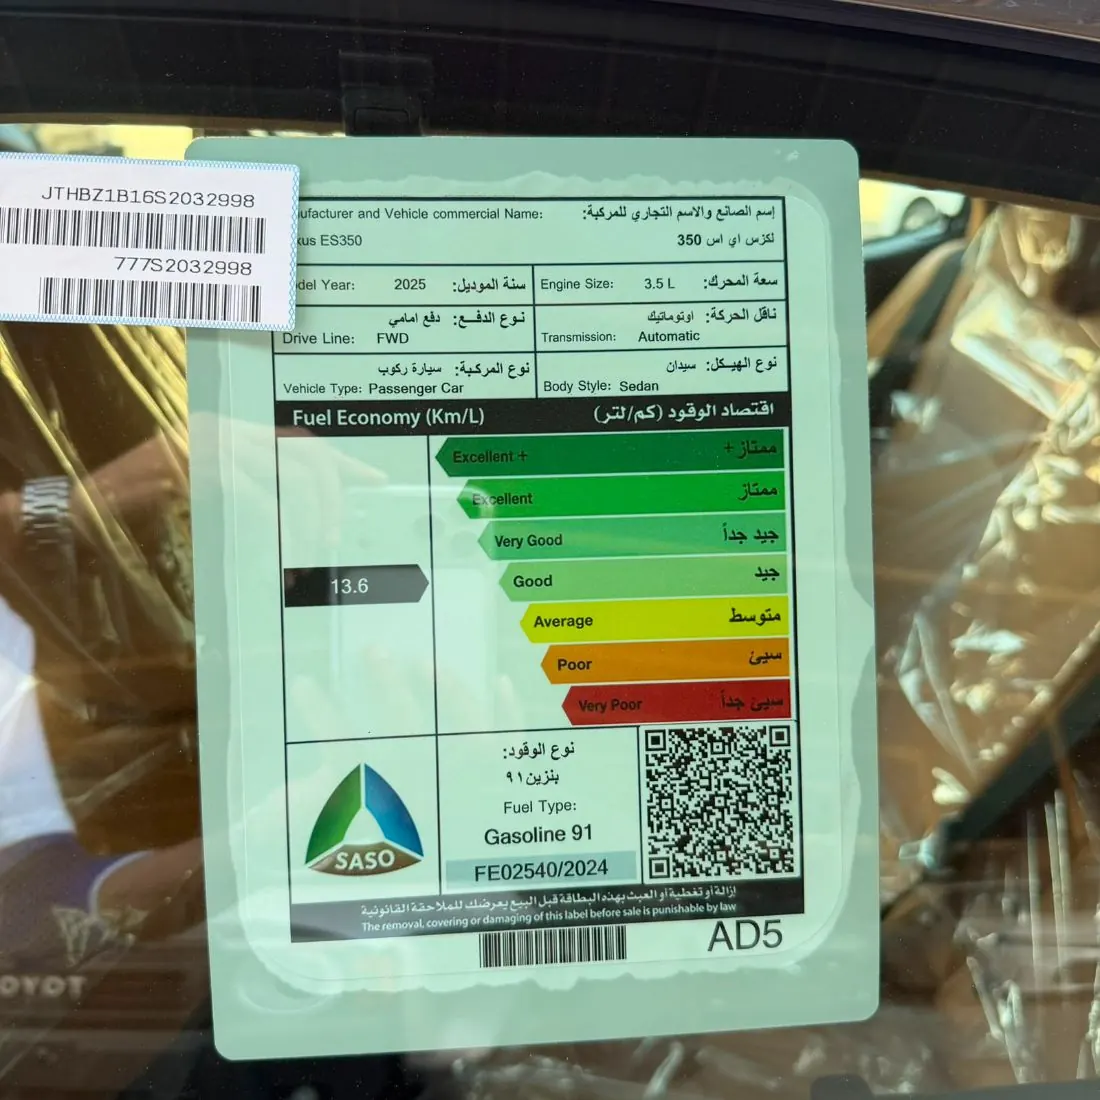 JTHBZ1B16S2032998
777S2032998
إسم الصانع والاسم التجاري للمركبة:
and Vehicle commercial Name:
لكزس اي اس 350
ES350
Year: 2025 سنة الموديل:
Engine Size: 3.5 L سعة المحرك:
نوع الدفع: دفع امامي
Drive Line: FWD
ناقل الحركة: اوتوماتيك
Transmission: Automatic
نوع المركبة: سيارة ركوب
Vehicle Type: Passenger Car
نوع الهيكل: سيدان
Body Style: Sedan
Fuel Economy (Km/L) اقتصاد الوقود (كم/لتر)
Excellent + ممتاز+
Excellent ممتاز
Very Good جيد جداً
13.6
Good جيد
Average متوسط
Poor سيئ
Very Poor سيئ جداً
SASO
نوع الوقود:
بنزين ٩١
Fuel Type:
Gasoline 91
FE02540/2024
إزالة أو تغطية أو العبث بهذه البطاقة قبل البيع يعرضك للملاحقة القانونية
The removal, covering or damaging of this label before sale is punishable by law
AD5